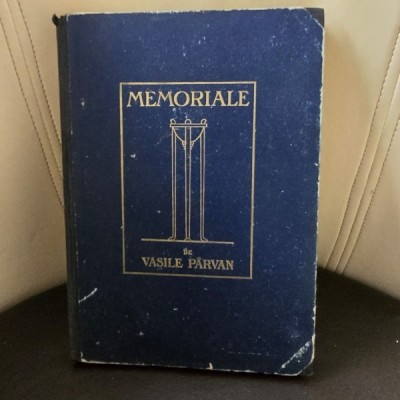 MEMORIALE
de
VASILE PÂRVAN